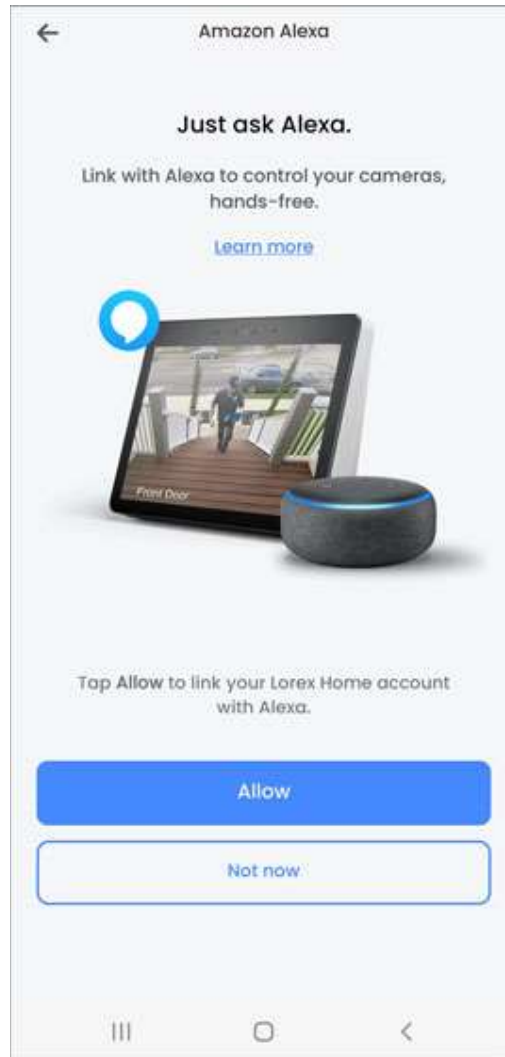 Amazon Alexa
Just ask Alexa.
Link with Alexa to control your cameras,
hands-free.
Learn more
Front Door
Tap Allow to link your Lorex Home account
with Alexa.
Allow
Not now